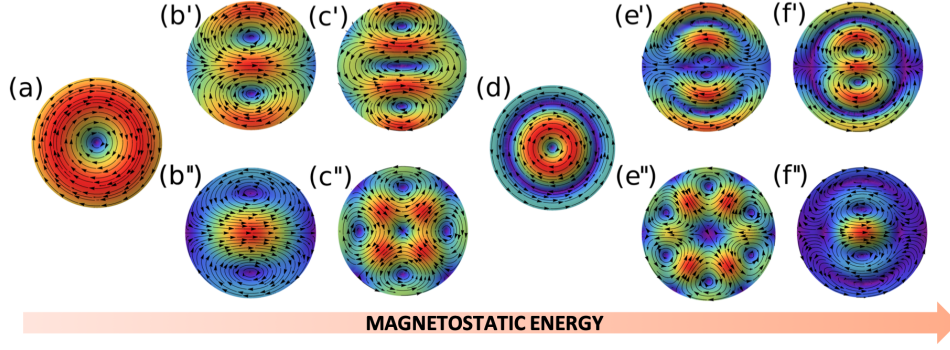 (a)
(b')
(c')
(b")
(c")
(d)
(e')
(f')
(e")
(f")
MAGNETOSTATIC ENERGY